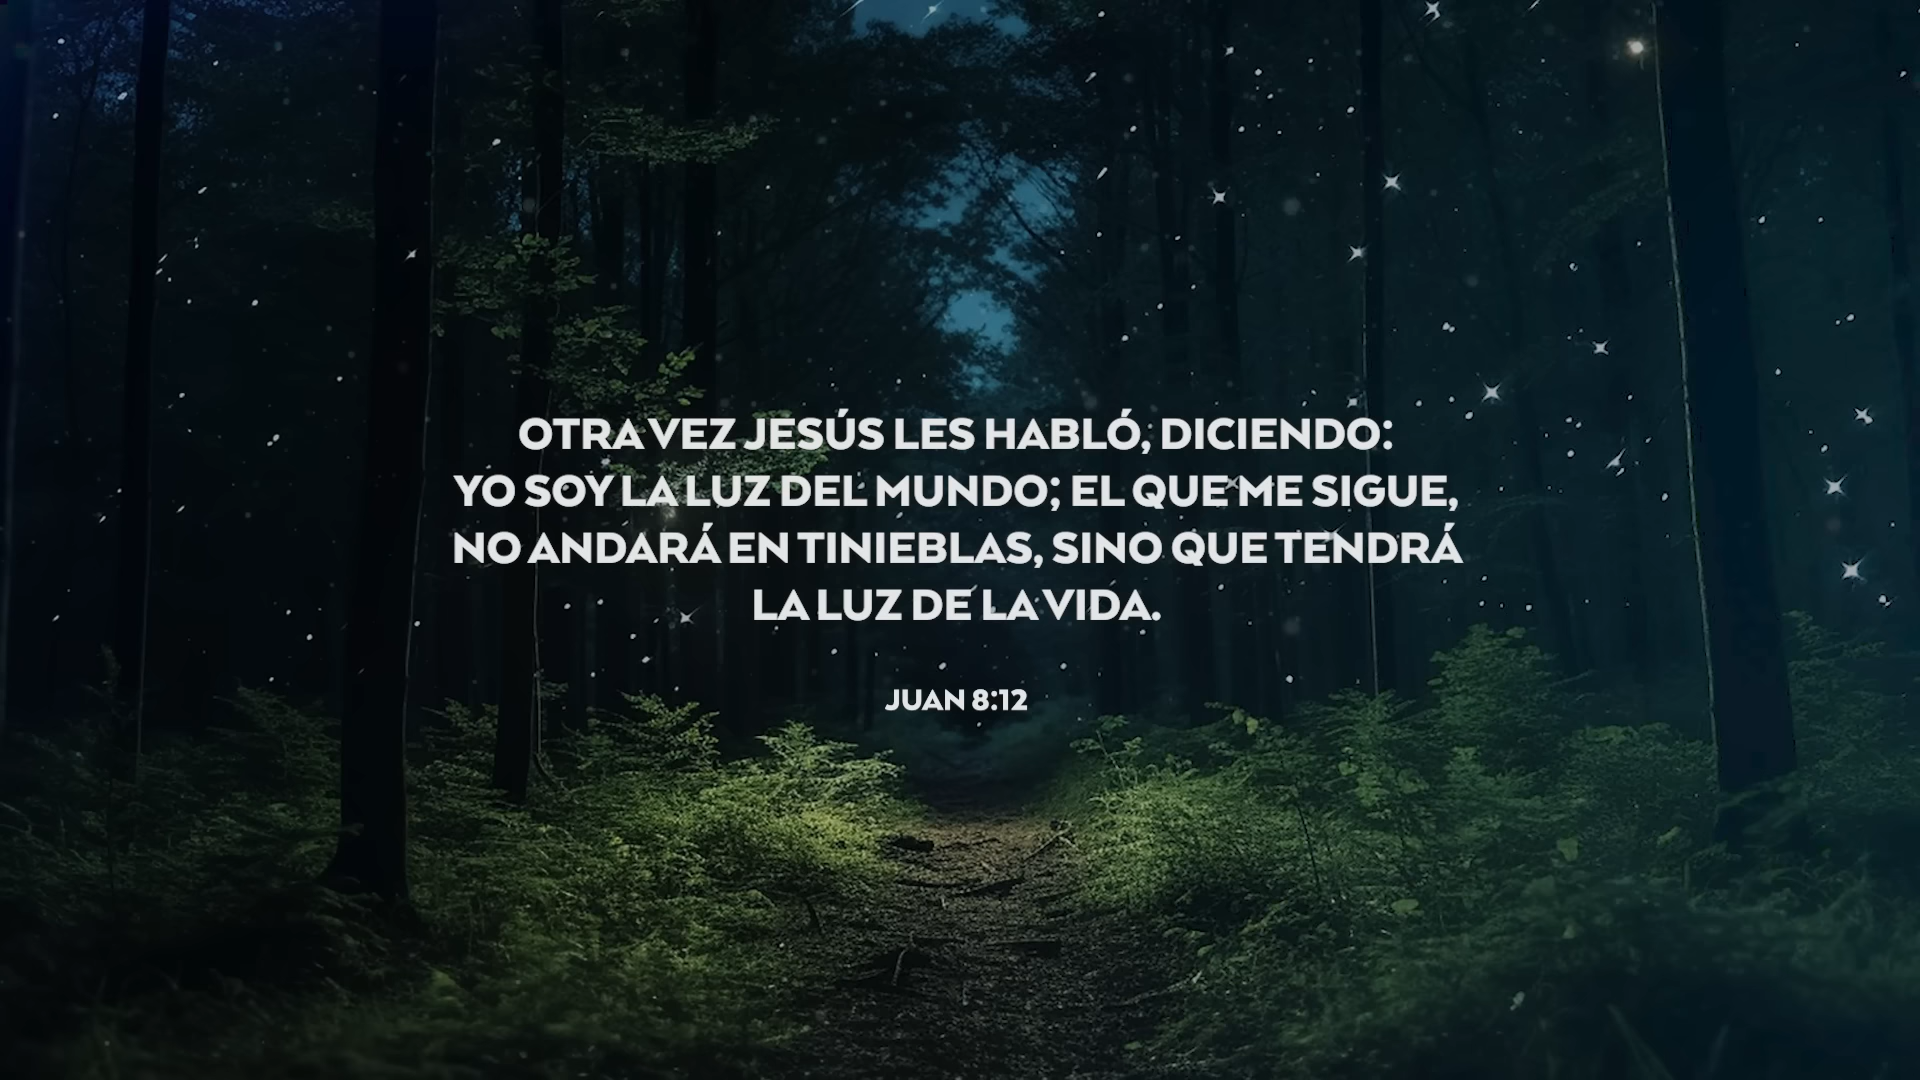 OTRA VEZ JESÚS LES HABLÓ, DICIENDO:
YO SOY LA LUZ DEL MUNDO; EL QUE ME SIGUE,
NO ANDARÁ EN TINIEBLAS, SINO QUE TENDRÁ
LA LUZ DE LA VIDA.
JUAN 8:12